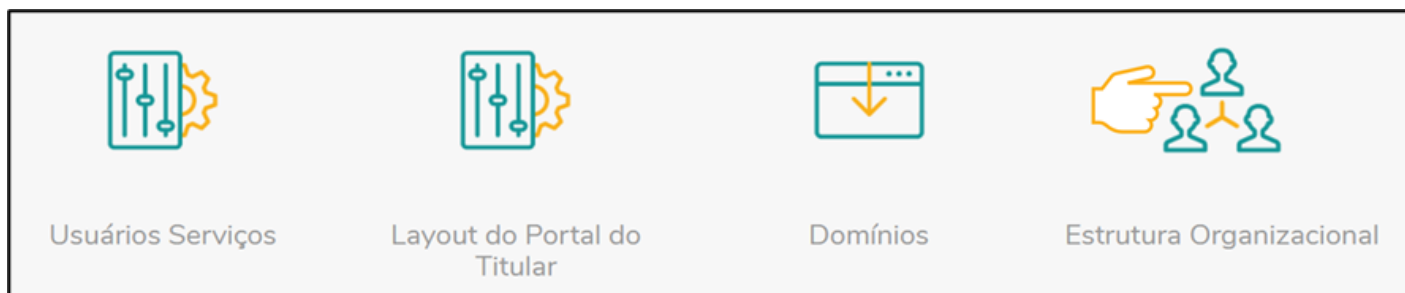 Usuários Serviços
Layout do Portal do
Titular
Domínios
Estrutura Organizacional